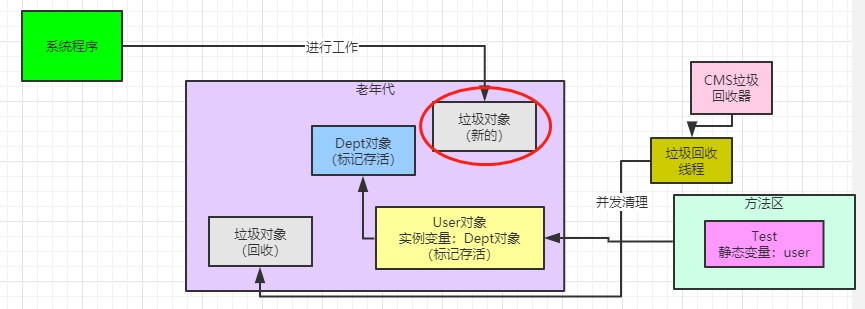 系统程序
进行工作
老年代
垃圾对象
（新的）
CMS垃圾
回收器
Dept对象
（标记存活）
垃圾回收
线程
并发清理
方法区
垃圾对象
（回收）
User对象
实例变量：Dept对象
（标记存活）
Test
静态变量：user